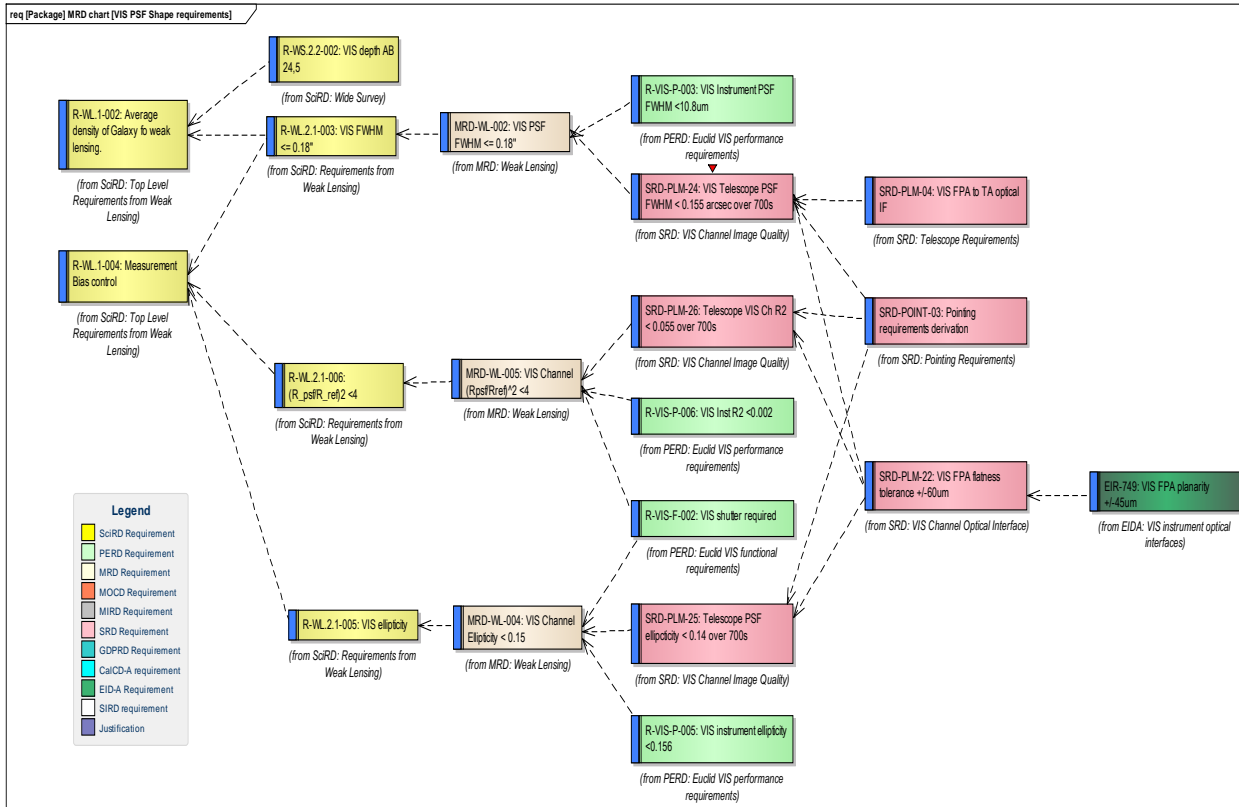 req [Package] MRD chart [VIS PSF Shape requirements]
R-WS.2.2-002: VIS depth AB
24,5
(from SciRD: Wide Survey)
R-WL.1-002: Average
density of Galaxy fo weak
lensing.
(from SciRD: Top Level
Requirements from Weak
Lensing)
R-WL.2.1-003: VIS FWHM
<= 0.18"
(from SciRD: Requirements from
Weak Lensing)
MRD-WL-002: VIS PSF
FWHM <= 0.18"
(from MRD: Weak Lensing)
R-VIS-P-003: VIS Instrument PSF
FWHM <10.8um
(from PERD: Euclid VIS performance
requirements)
SRD-PLM-24: VIS Telescope PSF
FWHM < 0.155 arcsec over 700s
(from SRD: VIS Channel Image Quality)
SRD-PLM-04: VIS FPA to TA optical
IF
(from SRD: Telescope Requirements)
R-WL.1-004: Measurement
Bias control
(from SciRD: Top Level
Requirements from Weak
Lensing)
SRD-PLM-26: Telescope VIS Ch R2
< 0.055 over 700s
(from SRD: VIS Channel Image Quality)
SRD-POINT-03: Pointing
requirements derivation
(from SRD: Pointing Requirements)
R-WL.2.1-006:
(R_psf/R_ref)2 <4
(from SciRD: Requirements from
Weak Lensing)
MRD-WL-005: VIS Channel
(Rpsf/Rref)^2 <4
(from MRD: Weak Lensing)
R-VIS-P-006: VIS Inst R2 <0.002
(from PERD: Euclid VIS performance
requirements)
SRD-PLM-22: VIS FPA flatness
tolerance +/-60um
(from SRD: VIS Channel Optical Interface)
EIR-749: VIS FPA planarity
+/-45um
(from EIDA: VIS instrument optical
interfaces)
R-VIS-F-002: VIS shutter required
(from PERD: Euclid VIS functional
requirements)
R-WL.2.1-005: VIS ellipticity
(from SciRD: Requirements from
Weak Lensing)
MRD-WL-004: VIS Channel
Ellipticity < 0.15
(from MRD: Weak Lensing)
SRD-PLM-25: Telescope PSF
ellipcticity < 0.14 over 700s
(from SRD: VIS Channel Image Quality)
R-VIS-P-005: VIS instrument ellipticity
<0.156
(from PERD: Euclid VIS performance
requirements)
Legend
SciRD Requirement
PERD Requirement
MRD Requirement
MOCD Requirement
MIRD Requirement
SRD Requirement
GDPRD Requirement
CalCD-A requirement
EID-A Requirement
SIRD requirement
Justification